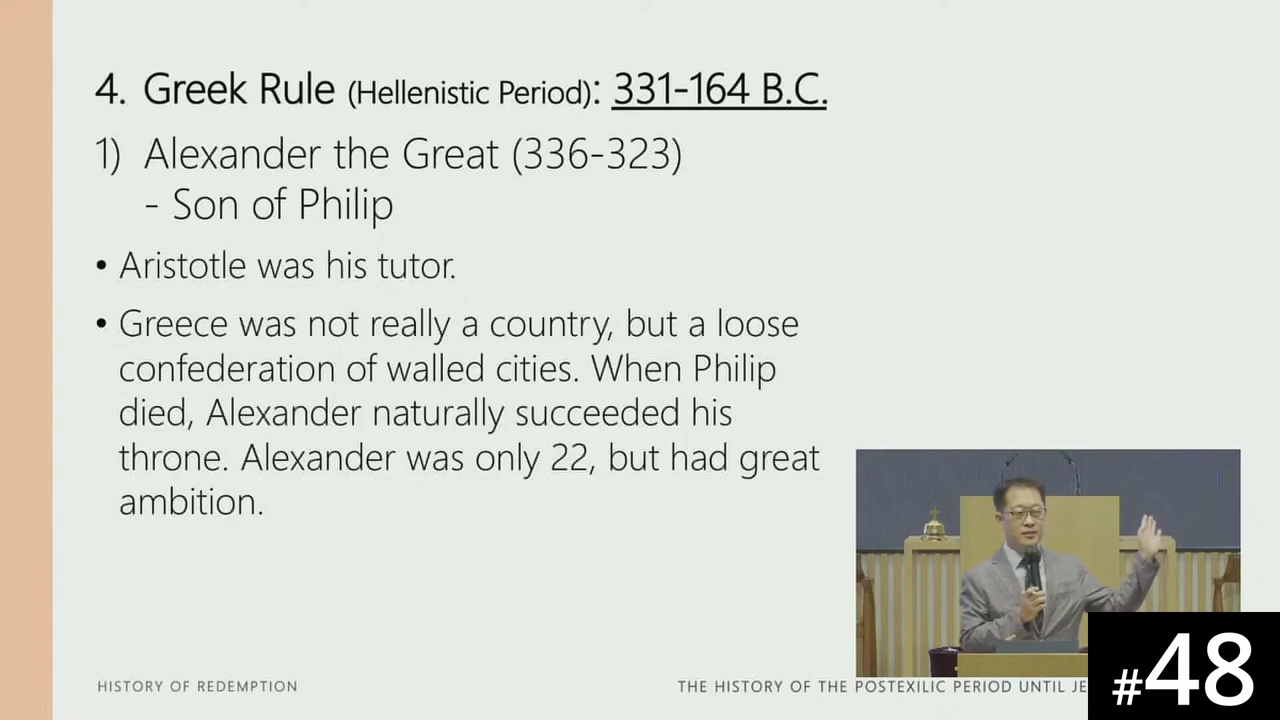 4. Greek Rule (Hellenistic Period): 331-164 B.C.
1) Alexander the Great (336-323)
- Son of Philip
• Aristotle was his tutor.
• Greece was not really a country, but a loose
confederation of walled cities. When Philip
died, Alexander naturally succeeded his
throne. Alexander was only 22, but had great
ambition.
HISTORY OF REDEMPTION
THE HISTORY OF THE POSTEXILIC PERIOD UNTIL JE
#48